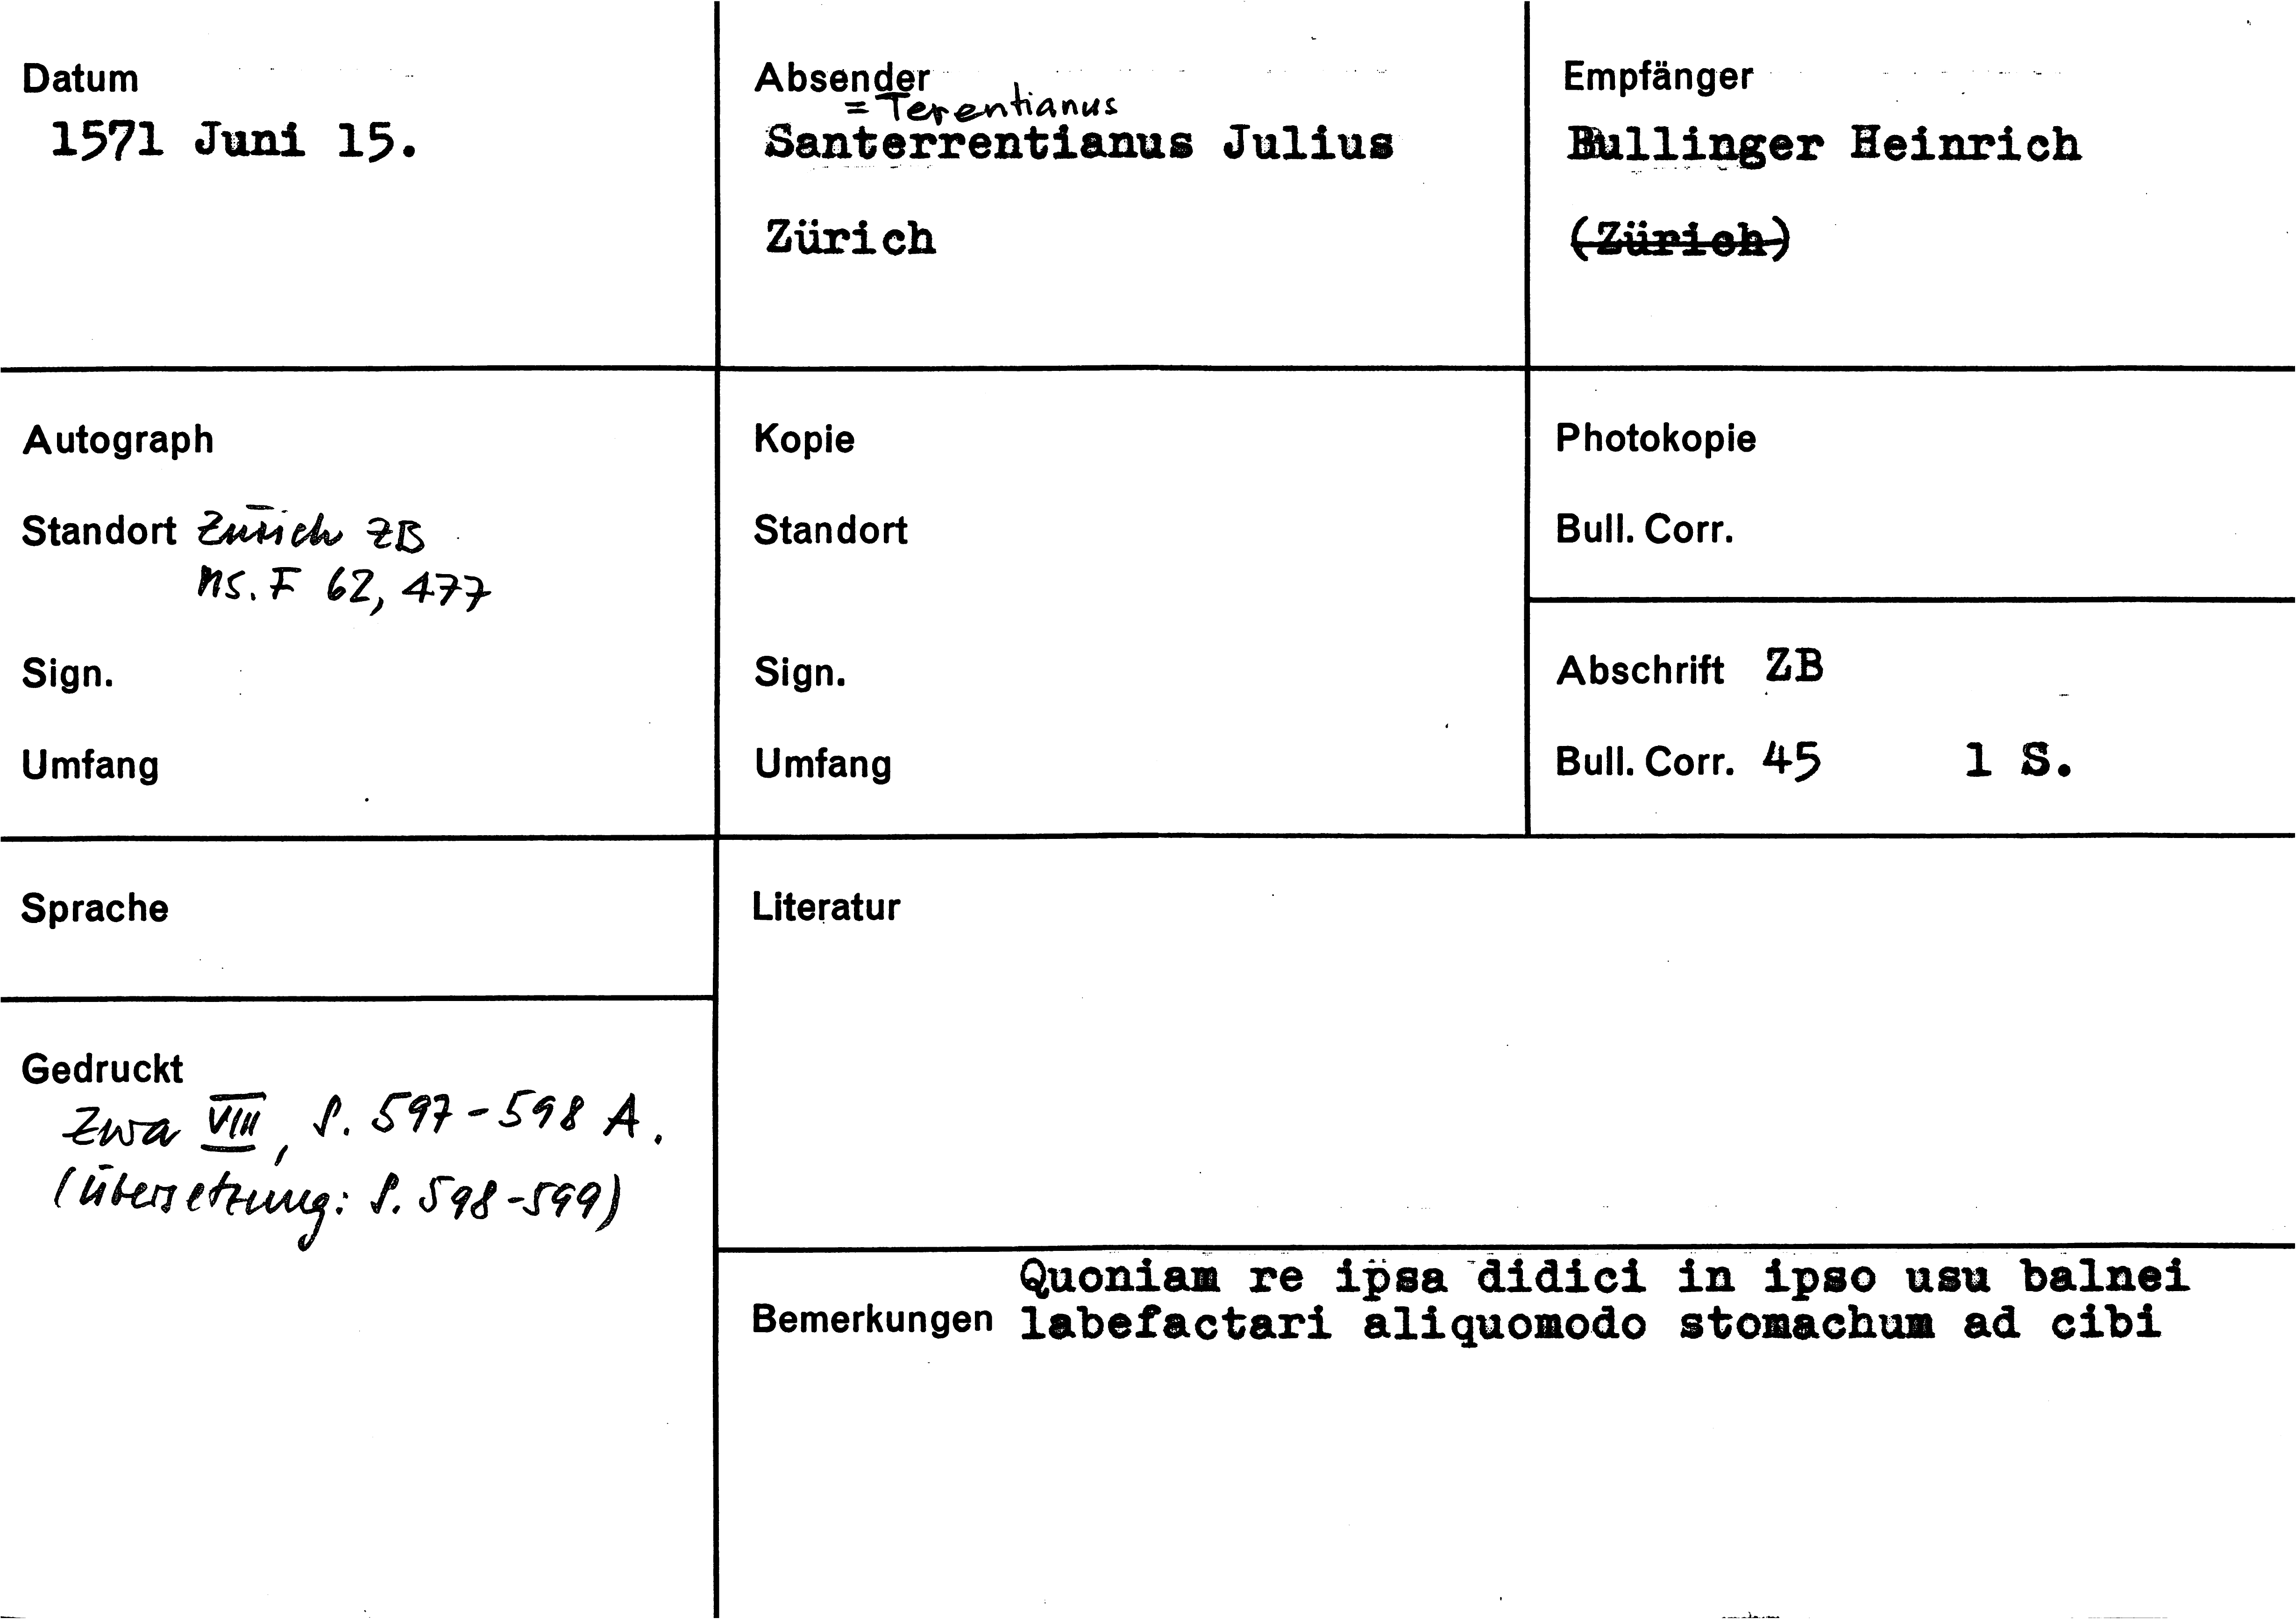 Datum
1571 Juni 15.
Absender
= Terentianus
Santerrentianus Julius
Zürich
Empfänger
Bullinger Heinrich
(Zürich)
Autograph
Standort Zürich ZB
Ms. F 62, 477
Sign.
Umfang
Kopie
Standort
Sign.
Umfang
Photokopie
Bull. Corr.
Abschrift ZB
Bull. Corr. 45 1 S.
Sprache
Gedruckt
Zwa VIII, S. 597-598 A.
(Übersetzung: S. 598-599)
Literatur
Bemerkungen
Quoniam re ipsa didici in ipso usu balnei
labefactari aliquomodo stomachum ad cibi